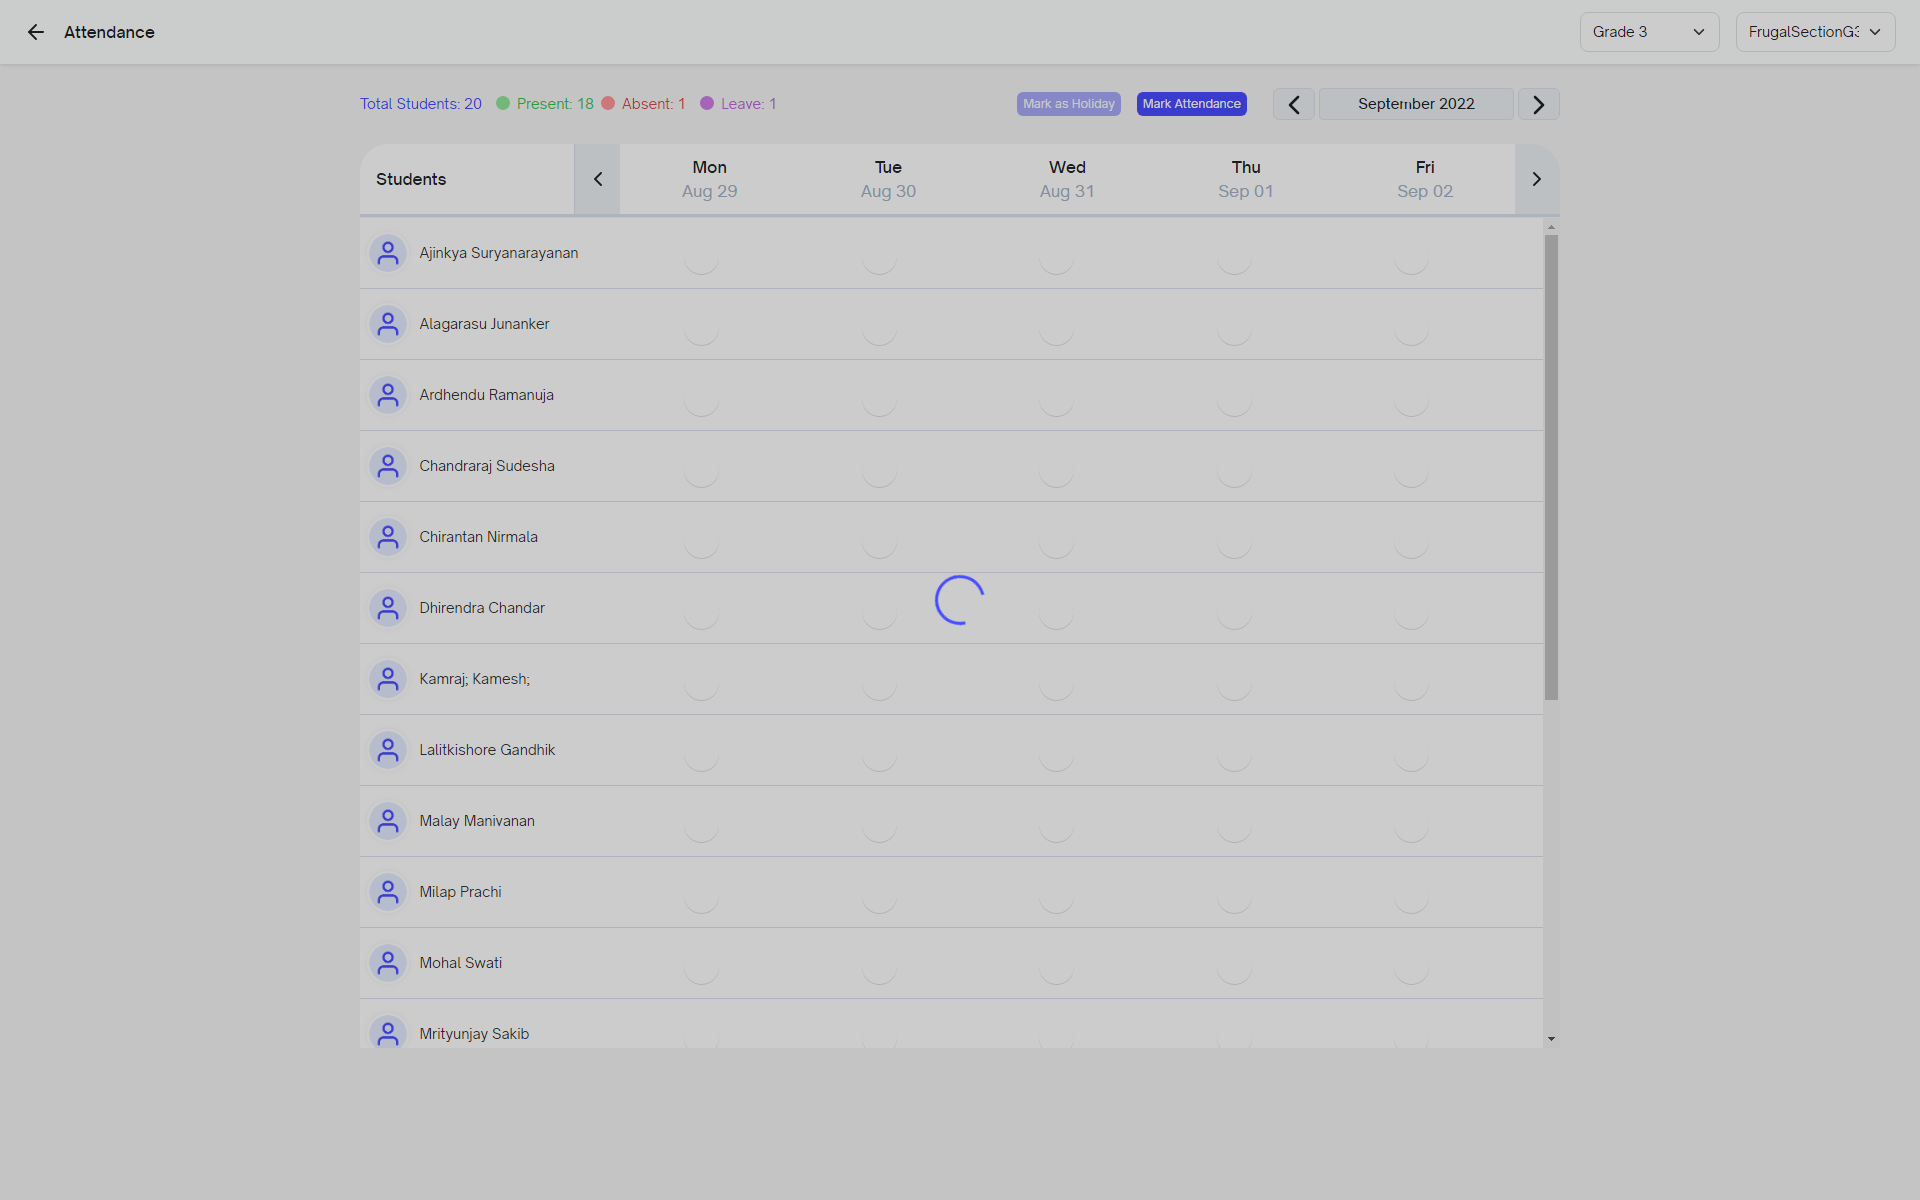 Attendance
Grade 3
FrugalSectionG3
Total Students: 20 Present: 18 Absent: 1 Leave: 1
Mark as Holiday
Mark Attendance
September 2022
Students
Mon Tue Wed Thu Fri
Aug 29 Aug 30 Aug 31 Sep 01 Sep 02
Ajinkya Suryanarayanan
Alagarasu Junanker
Ardhendu Ramanuja
Chandraraj Sudesha
Chirantan Nirmala
Dhirendra Chandar
Kamraj; Kamesh;
Lalitkishore Gandhik
Malay Manivanan
Milap Prachi
Mohal Swati
Mrityunjay Sakib